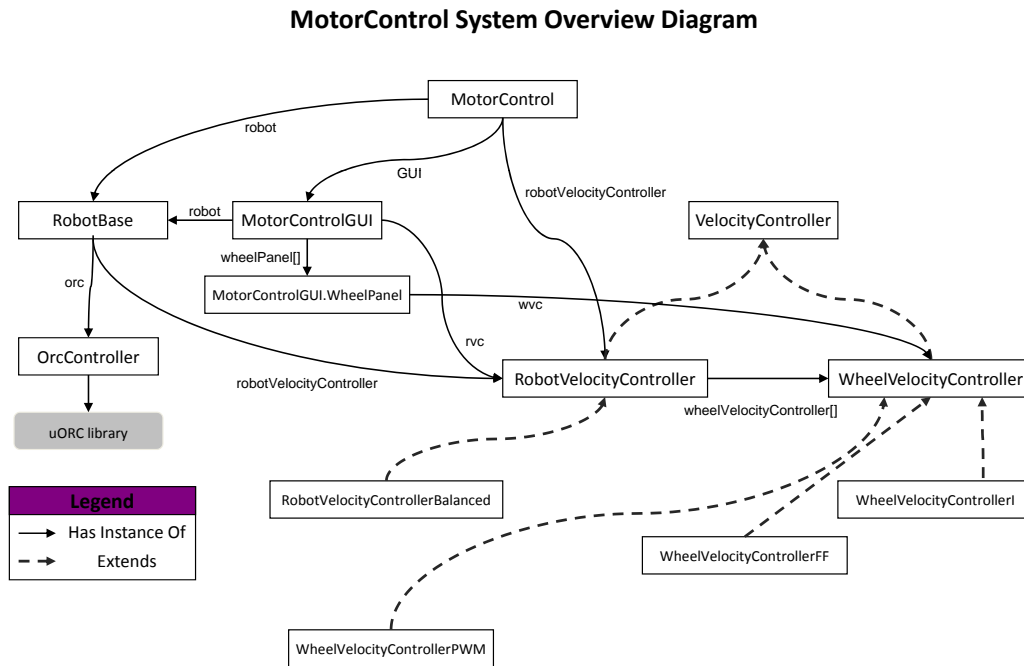 MotorControl System Overview Diagram
MotorControl
robot
GUI
robotVelocityController
RobotBase
robot
MotorControlGUI
VelocityController
wheelPanel[]
orc
MotorControlGUI.WheelPanel
wvc
OrcController
rvc
robotVelocityController
RobotVelocityController
WheelVelocityController
wheelVelocityController[]
uORC library
Legend
Has Instance Of
Extends
RobotVelocityControllerBalanced
WheelVelocityControllerI
WheelVelocityControllerFF
WheelVelocityControllerPWM